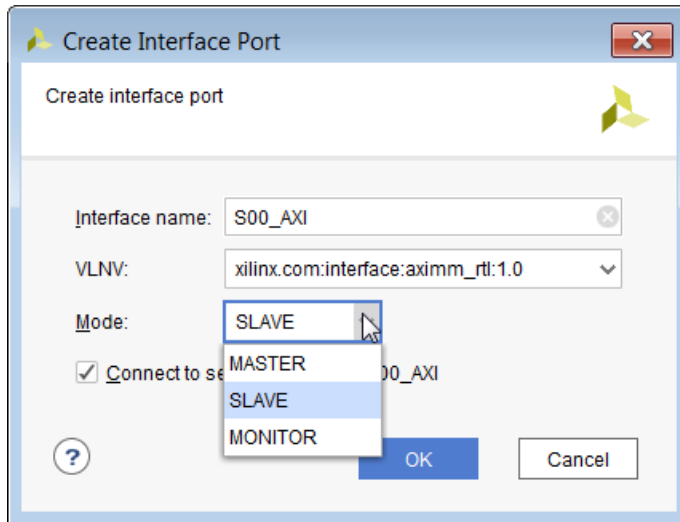 Create Interface Port
Create interface port
Interface name: S00_AXI
VLNV: xilinx.com:interface:aximm_rtl:1.0
Mode: SLAVE
MASTER
Connect to se 00_AXI
SLAVE
MONITOR
? OK Cancel